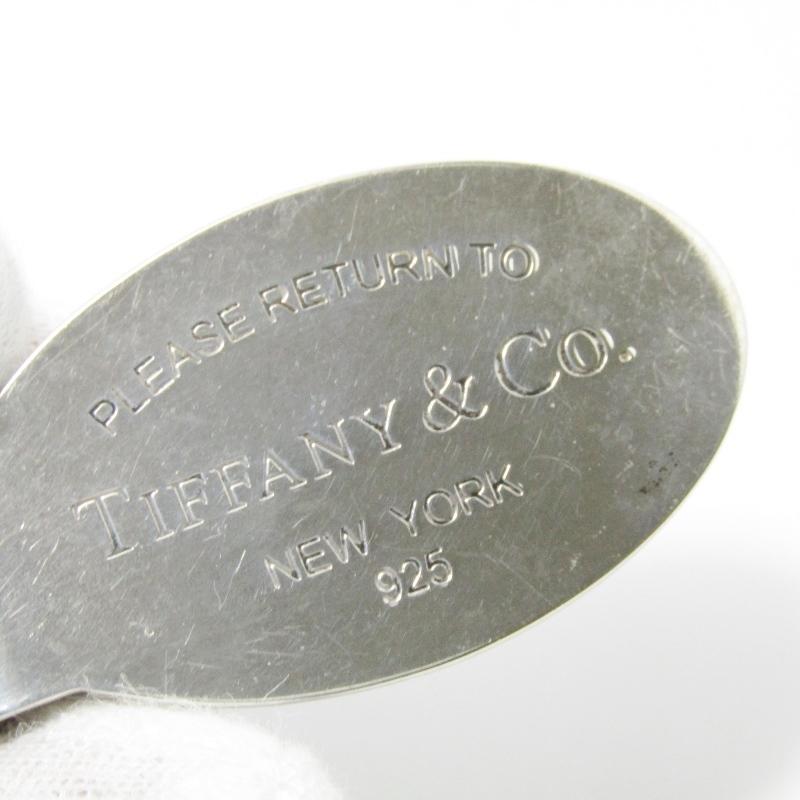 PLEASE RETURN TO
TIFFANY & CO.
NEW YORK
925